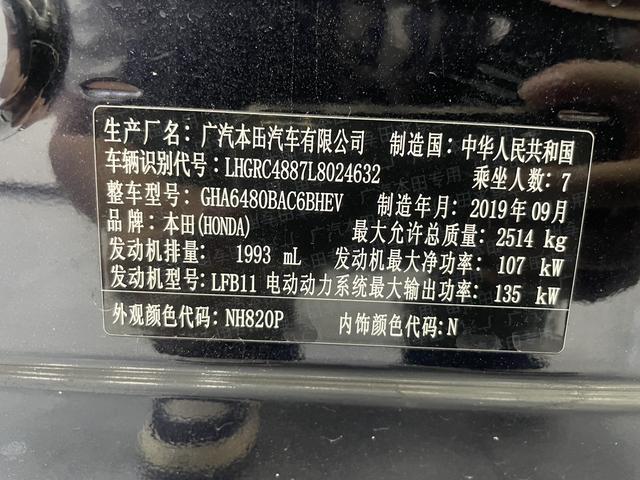 生产厂名：广汽本田汽车有限公司 制造国：中华人民共和国
车辆识别代号：LHGRC4887L8024632 乘坐人数：7
整车型号：GHA6480BAC6BHEV 制造年月：2019年09月
品牌：本田(HONDA) 最大允许总质量：2514 kg
发动机排量：1993 mL 发动机最大净功率：107 kW
发动机型号：LFB11 电动动力系统最大输出功率：135 kW
外观颜色代码：NH820P 内饰颜色代码：N